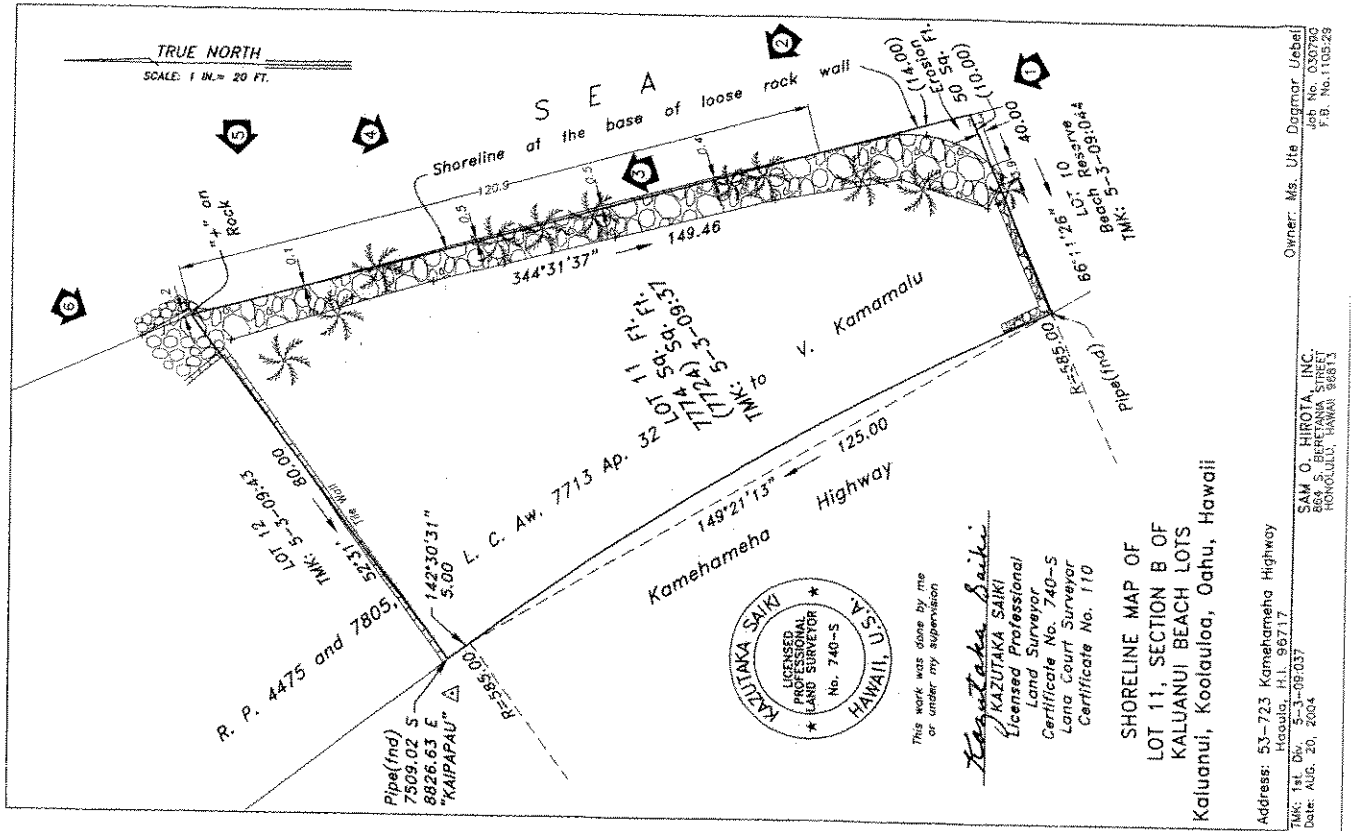 TRUE NORTH
SCALE: 1 IN.= 20 FT.
S E A
Shoreline at the base of loose rock wall
120.9
"+" on
Rock
0.1
0.5
0.5
0.4
2
1
2
3
4
5
6
(14.00)
Erosion
50 Sq. Ft.
(10.00)
40.00
66°11'26"
LOT 10
Beach Reserve
TMK: 5-3-09:044
344°31'37"
149.46
LOT 11
7774 Sq. Ft.
(7724) Sq. Ft.
TMK: 5-3-09:37
R. P. 4475 and 7805,
L. C. Aw. 7713 Ap. 32
to
V. Kamamalu
LOT 12
TMK: 5-3-09:43
52°31'
80.00
Tile Wall
142°30'31"
5.00
R=585.00
Pipe(fnd)
7509.02 S
8826.63 E
"KAIPAPAU"
149°21'13"
125.00
Kamehameha Highway
R=585.00
Pipe(fnd)
KAZUTAKA SAIKI
LICENSED
PROFESSIONAL
LAND SURVEYOR
No. 740-S
HAWAII, U.S.A.
This work was done by me
or under my supervision
Kazutaka Saiki
KAZUTAKA SAIKI
Licensed Professional
Land Surveyor
Certificate No. 740-S
Land Court Surveyor
Certificate No. 110
SHORELINE MAP OF
LOT 11, SECTION B OF
KALUANUI BEACH LOTS
Kaluanui, Koolauloa, Oahu, Hawaii
Address: 53-723 Kamehameha Highway
Hauula, H.I. 96717
TMK: 1st. Div. 5-3-09:037
Date: AUG. 20, 2004
SAM O. HIROTA, INC.
864 S. BERETANIA STREET
HONOLULU, HAWAII 96813
Owner: Ms. Ute Dagmar Uebel
Job No. 030790
F.B. No.1105:29